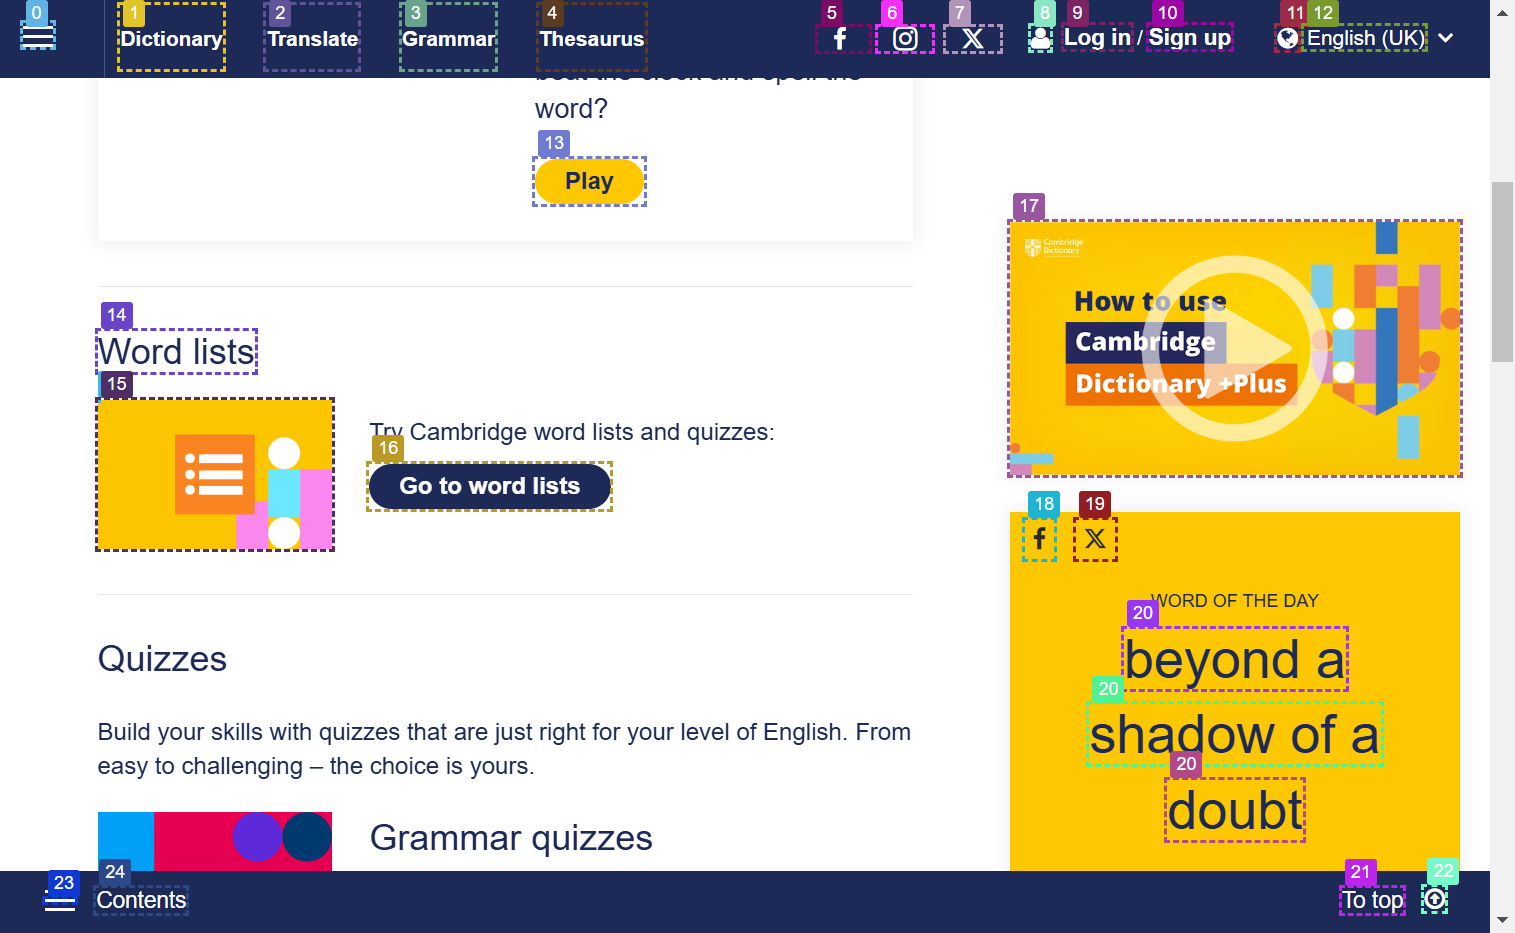 0
1
Dictionary
2
Translate
3
Grammar
4
Thesaurus
5
6
7
8
9
Log in /
10
Sign up
11
12
English (UK)
word?
13
Play
14
Word lists
15
Try Cambridge word lists and quizzes:
16
Go to word lists
Quizzes
Build your skills with quizzes that are just right for your level of English. From
easy to challenging – the choice is yours.
Grammar quizzes
17
Cambridge
Dictionary
How to use
Cambridge
Dictionary +Plus
18
19
WORD OF THE DAY
20
beyond a
20
shadow of a
20
doubt
23
24
Contents
21
To top
22